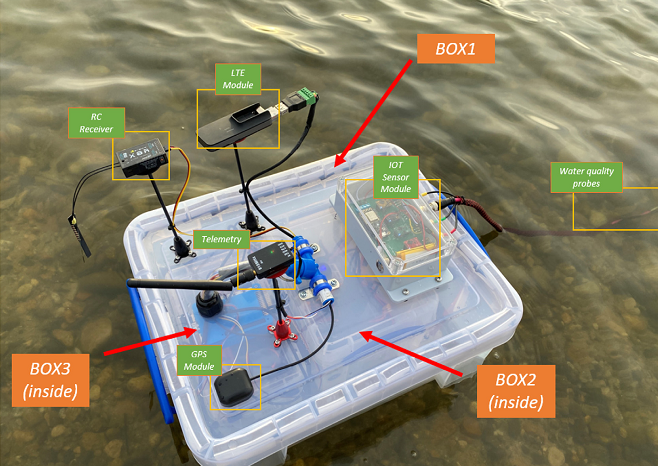 BOX1
LTE
Module
RC
Receiver
IOT
Sensor
Module
Water quality
probes
Telemetry
BOX3
(inside)
GPS
Module
BOX2
(inside)